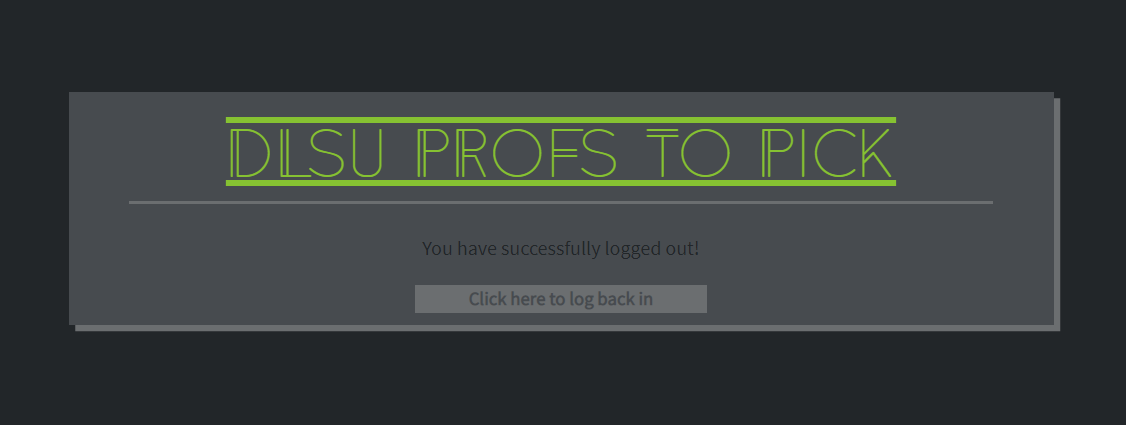 DLSU PROFS TO PICK
You have successfully logged out!
Click here to log back in